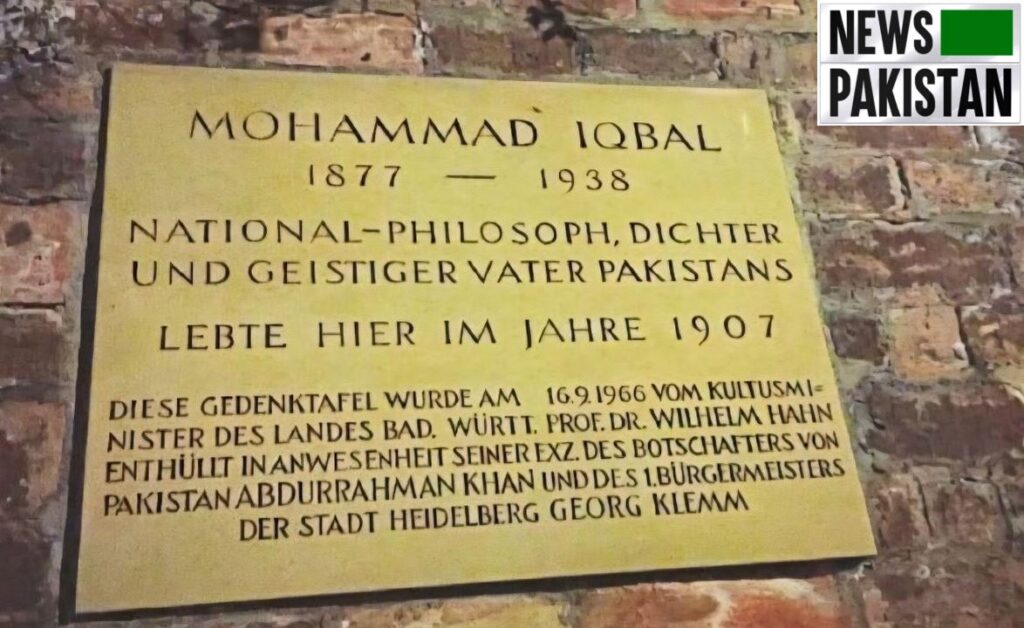 NEWS
PAKISTAN
MOHAMMAD IQBAL
1877 — 1938
NATIONAL-PHILOSOPH, DICHTER
UND GEISTIGER VATER PAKISTANS
LEBTE HIER IM JAHRE 1907
DIESE GEDENKTAFEL WURDE AM 16.9.1966 VOM KULTUSMI=
NISTER DES LANDES BAD. WÜRTT. PROF. DR. WILHELM HAHN
ENTHÜLLT IN ANWESENHEIT SEINER EXZ. DES BOTSCHAFTERS VON
PAKISTAN ABDURRAHMAN KHAN UND DES 1. BÜRGERMEISTERS
DER STADT HEIDELBERG GEORG KLEMM